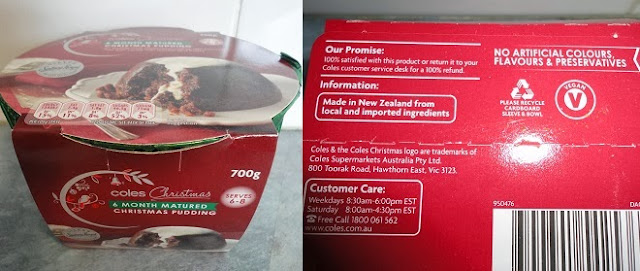 6 MONTH MATURED
CHRISTMAS PUDDING
700g
coles Christmas
SERVES
6-8
6 MONTH MATURED
CHRISTMAS PUDDING
Our Promise:
100% satisfied with this product or return it to your
Coles customer service desk for a 100% refund.
NO ARTIFICIAL COLOURS,
FLAVOURS & PRESERVATIVES
Information:
Made in New Zealand from
local and imported ingredients
PLEASE RECYCLE
CARDBOARD
SLEEVE & BOWL
VEGAN
V
Coles & the Coles Christmas logo are trademarks of
Coles Supermarkets Australia Pty Ltd.
800 Toorak Road, Hawthorn East, Vic 3123.
Customer Care:
Weekdays 8:30am-6:00pm EST
Saturday 8:00am-4:30pm EST
Free Call 1800 061 562
www.coles.com.au
950476